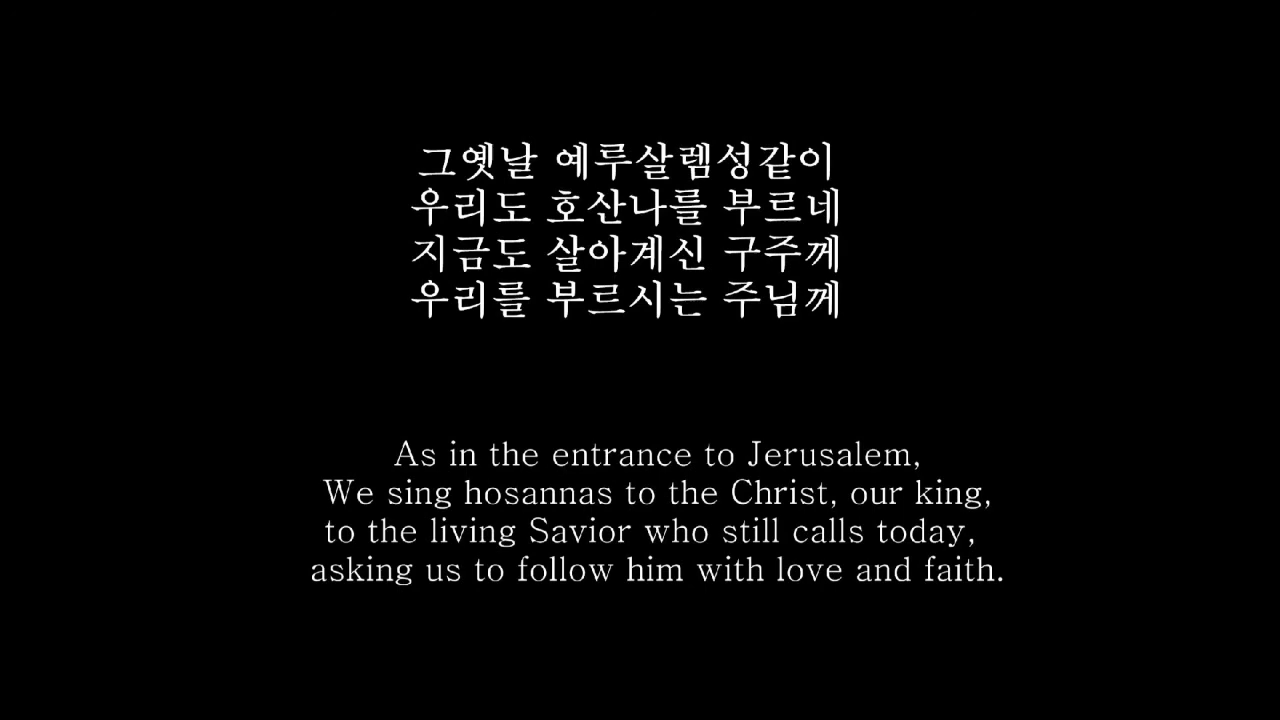 그옛날 예루살렘성같이
우리도 호산나를 부르네
지금도 살아계신 구주께
우리를 부르시는 주님께
As in the entrance to Jerusalem,
We sing hosannas to the Christ, our king,
to the living Savior who still calls today,
asking us to follow him with love and faith.